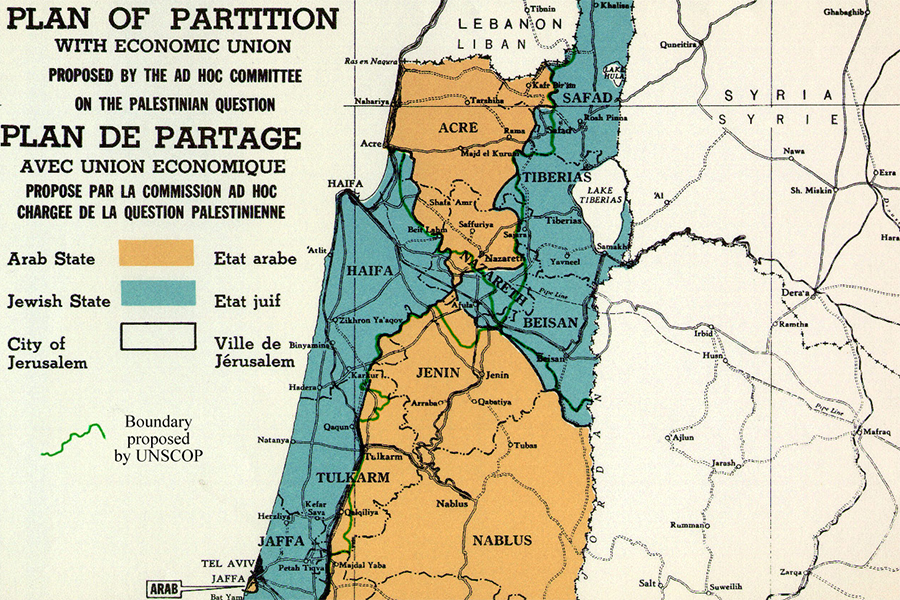 PLAN OF PARTITION
WITH ECONOMIC UNION
PROPOSED BY THE AD HOC COMMITTEE
ON THE PALESTINIAN QUESTION
PLAN DE PARTAGE
AVEC UNION ECONOMIQUE
PROPOSE PAR LA COMMISSION AD HOC
CHARGEE DE LA QUESTION PALESTINIENNE
Arab State
Etat arabe
Jewish State
Etat juif
City of
Jerusalem
Ville de
Jérusalem
Boundary
proposed
by UNSCOP
Tibnin
Khalisa
Ghabaghib
LEBANON
LIBAN
Quneitira
Ras en Naqura
LAKE
HULA
Kafr Bir'im
Nahariya
Tarshiha
SAFAD
SYRIA
SYRIE
ACRE
Rama
Safad
Rosh Pinna
Acre
Majd el Kurum
Nawa
TIBERIAS
Ezra
HAIFA
LAKE
TIBERIAS
Sh. Miskin
'Al
Shafa 'Amr
Saffuriya
Tiberias
Beit Lahm
Sajara
Hara
'Atlit
Samakh
Nazareth
NAZARETH
Yavneel
HAIFA
Pipe Line
Der'a
Afula
Zikhron Ya'aqov
BEISAN
Ramtha
Irbid
Binyamina
Beisan
Husn
Karkur
JENIN
Jenin
Hadera
Arraba
Qabatiya
Pipe Line
Qaqun
Mafraq
Natanya
Tubas
Ajlun
Tulkarm
Jarash
TULKARM
JORDAN
Kefar
Sava
Nablus
Herzliya
Qalqiliya
Rumman
JAFFA
NABLUS
TEL AVIV
Petah Tiqva
Majdal Yaba
JAFFA
Zarqa
ARAB
Salt
Suweilih
Bat Yam